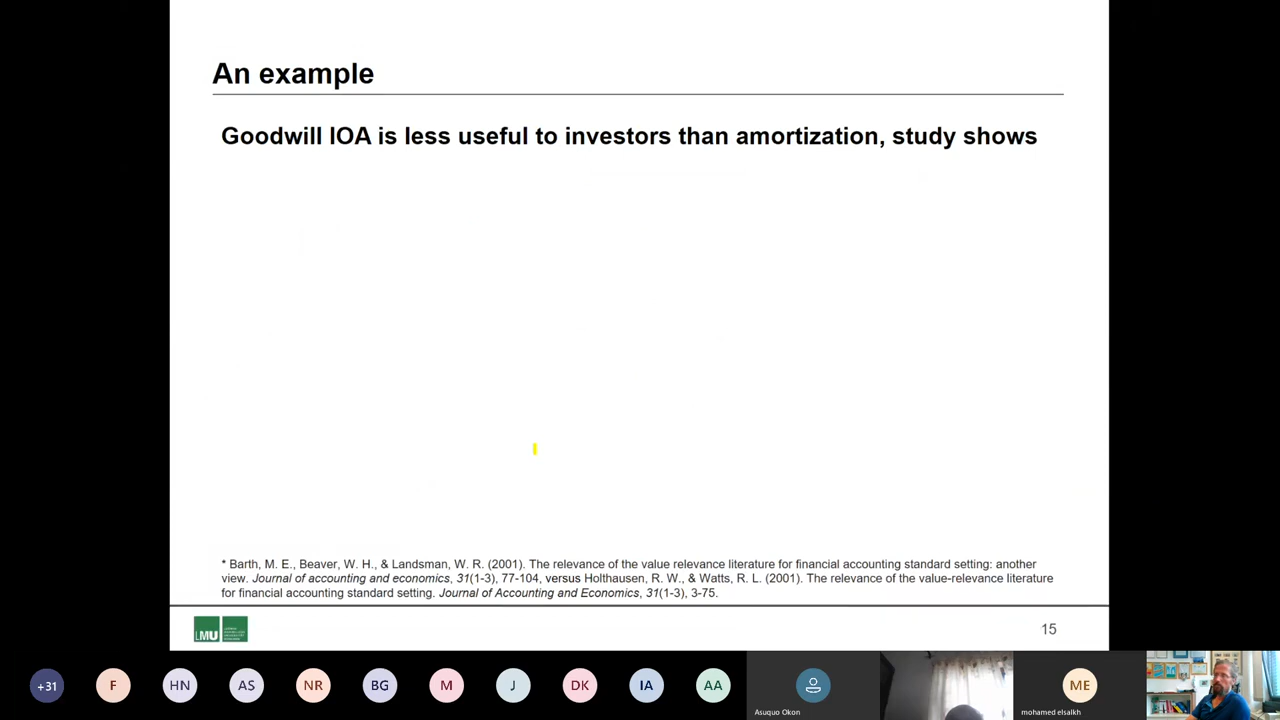 An example
Goodwill IOA is less useful to investors than amortization, study shows
* Barth, M. E., Beaver, W. H., & Landsman, W. R. (2001). The relevance of the value relevance literature for financial accounting standard setting: another
view. Journal of accounting and economics, 31(1-3), 77-104, versus Holthausen, R. W., & Watts, R. L. (2001). The relevance of the value-relevance literature
for financial accounting standard setting. Journal of Accounting and Economics, 31(1-3), 3-75.
LMU
15
+31 F HN AS NR BG M J DK IA AA ME
Asuquo Okon mohamed elsalkh